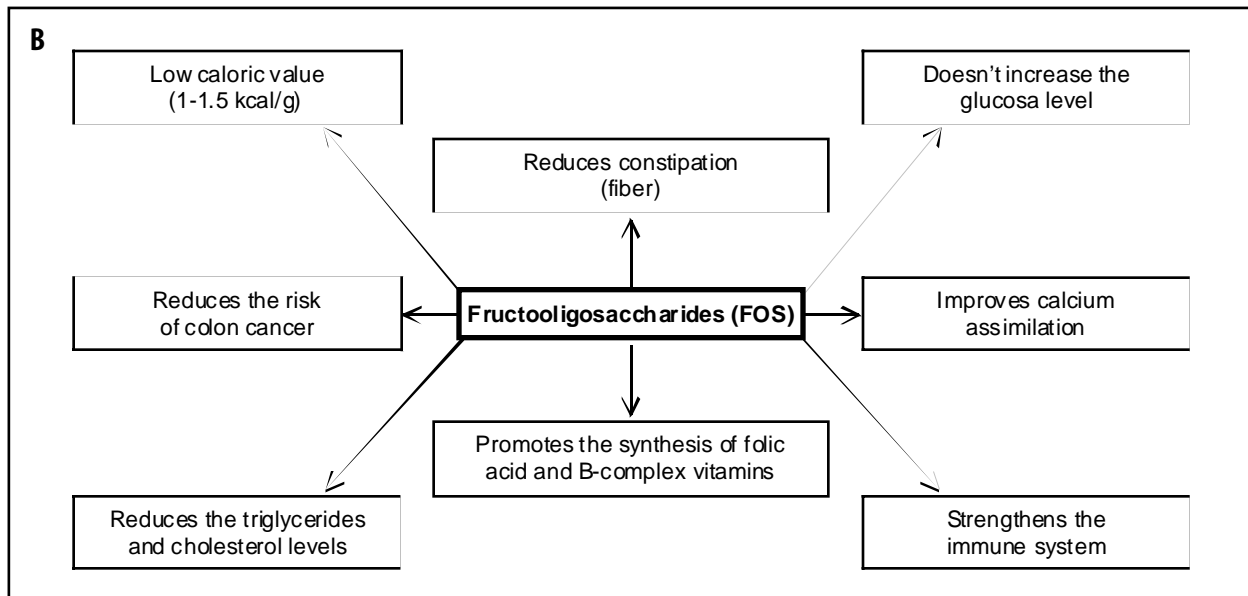 B
Low caloric value
(1-1.5 kcal/g)
Doesn't increase the
glucosa level
Reduces constipation
(fiber)
Reduces the risk
of colon cancer
Fructooligosaccharides (FOS)
Improves calcium
assimilation
Promotes the synthesis of folic
acid and B-complex vitamins
Reduces the triglycerides
and cholesterol levels
Strengthens the
immune system